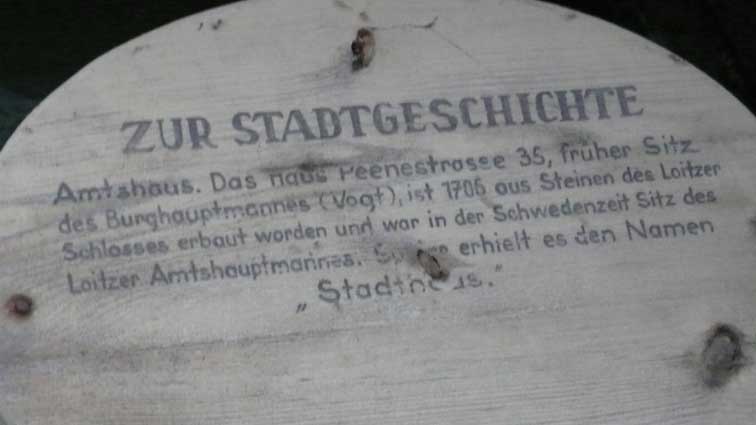 ZUR STADTGESCHICHTE
Amtshaus. Das Haus Peenestrasse 35, früher Sitz
des Burghauptmannes (Vogt), ist 1706 aus Steinen des Loitzer
Schlosses erbaut worden und war in der Schwedenzeit Sitz des
Loitzer Amtshauptmannes. erhielt es den Namen
„Stadthaus."